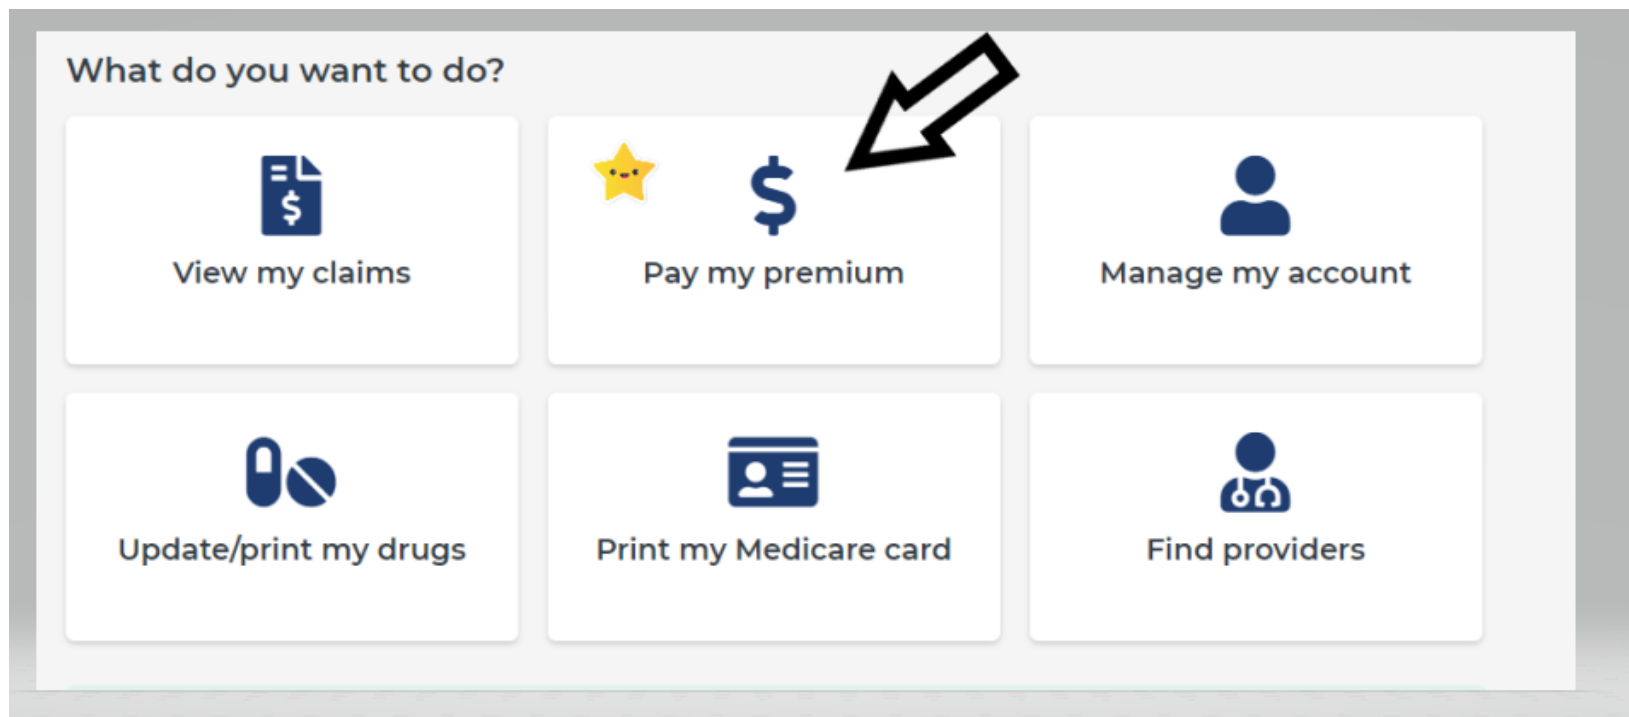 What do you want to do?
View my claims
Pay my premium
Manage my account
Update/print my drugs
Print my Medicare card
Find providers